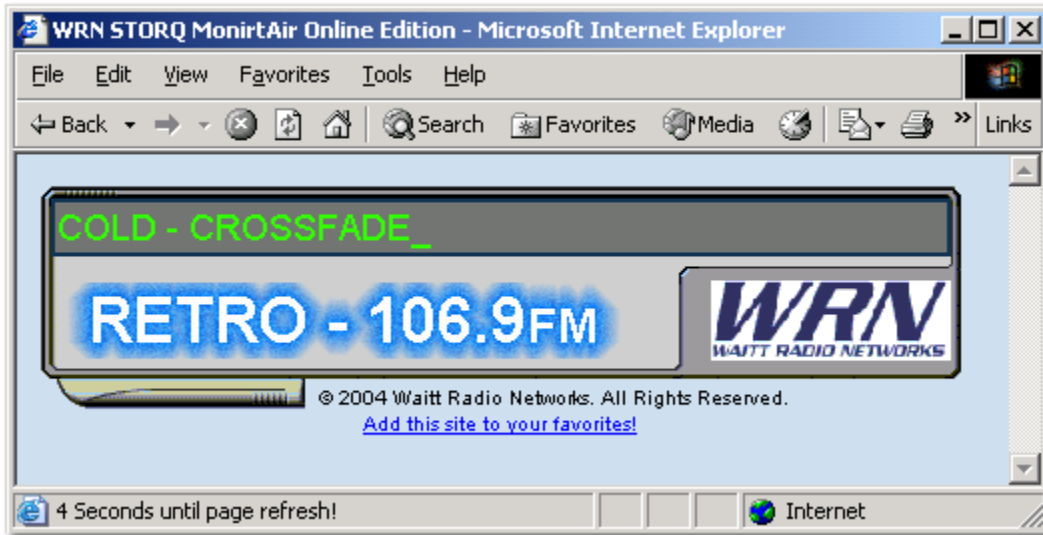 WRN STORQ MonirtAir Online Edition - Microsoft Internet Explorer
File Edit View Favorites Tools Help
Back Search Favorites Media » Links
COLD - CROSSFADE_
RETRO - 106.9FM
WRN
WAITT RADIO NETWORKS
© 2004 Waitt Radio Networks. All Rights Reserved.
Add this site to your favorites!
4 Seconds until page refresh! Internet